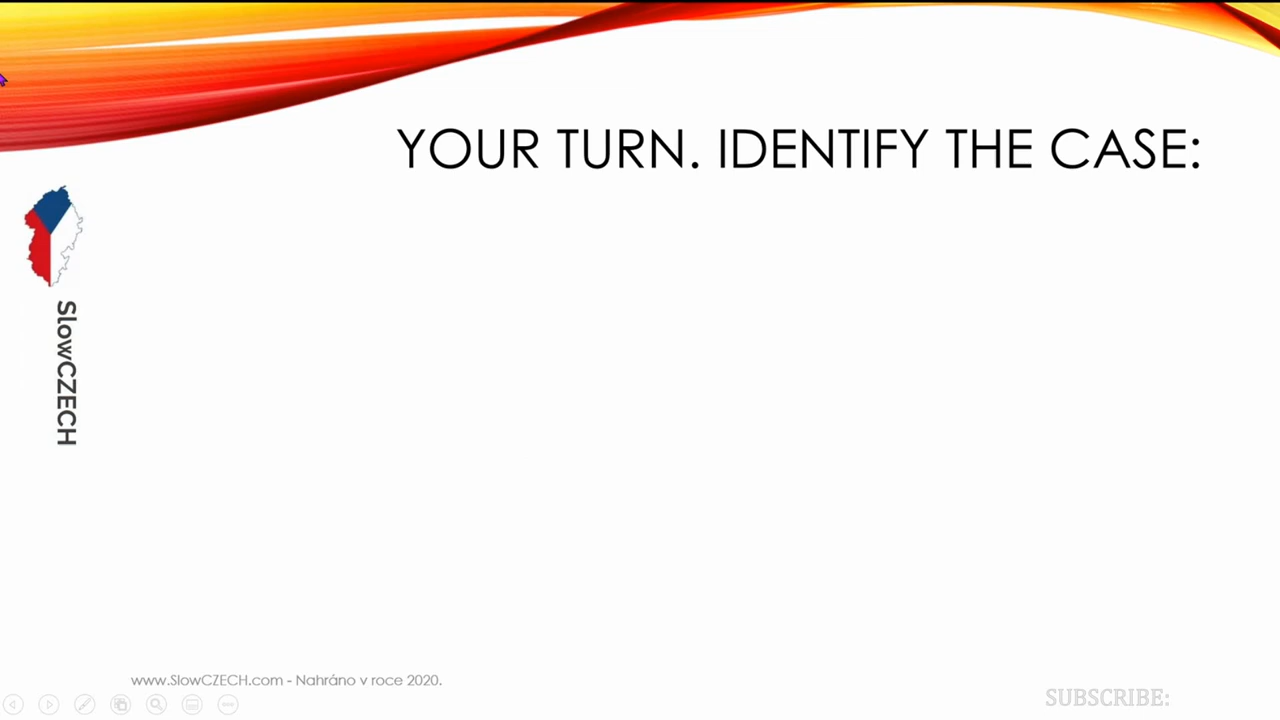 YOUR TURN. IDENTIFY THE CASE:
SlowCZECH
www.SlowCZECH.com - Nahráno v roce 2020.
SUBSCRIBE: